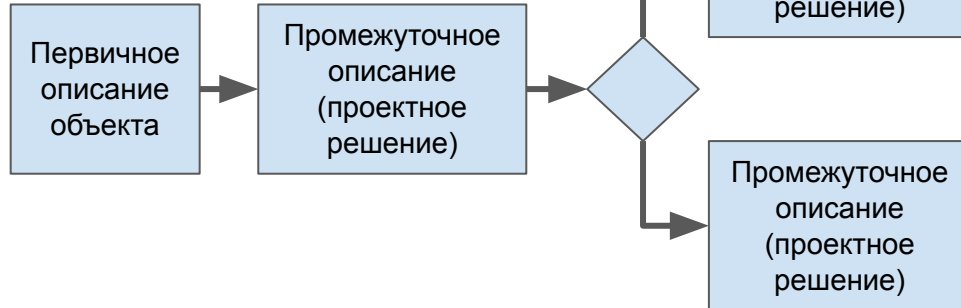 Первичное
описание
объекта
Промежуточное
описание
(проектное
решение)
решение)
Промежуточное
описание
(проектное
решение)